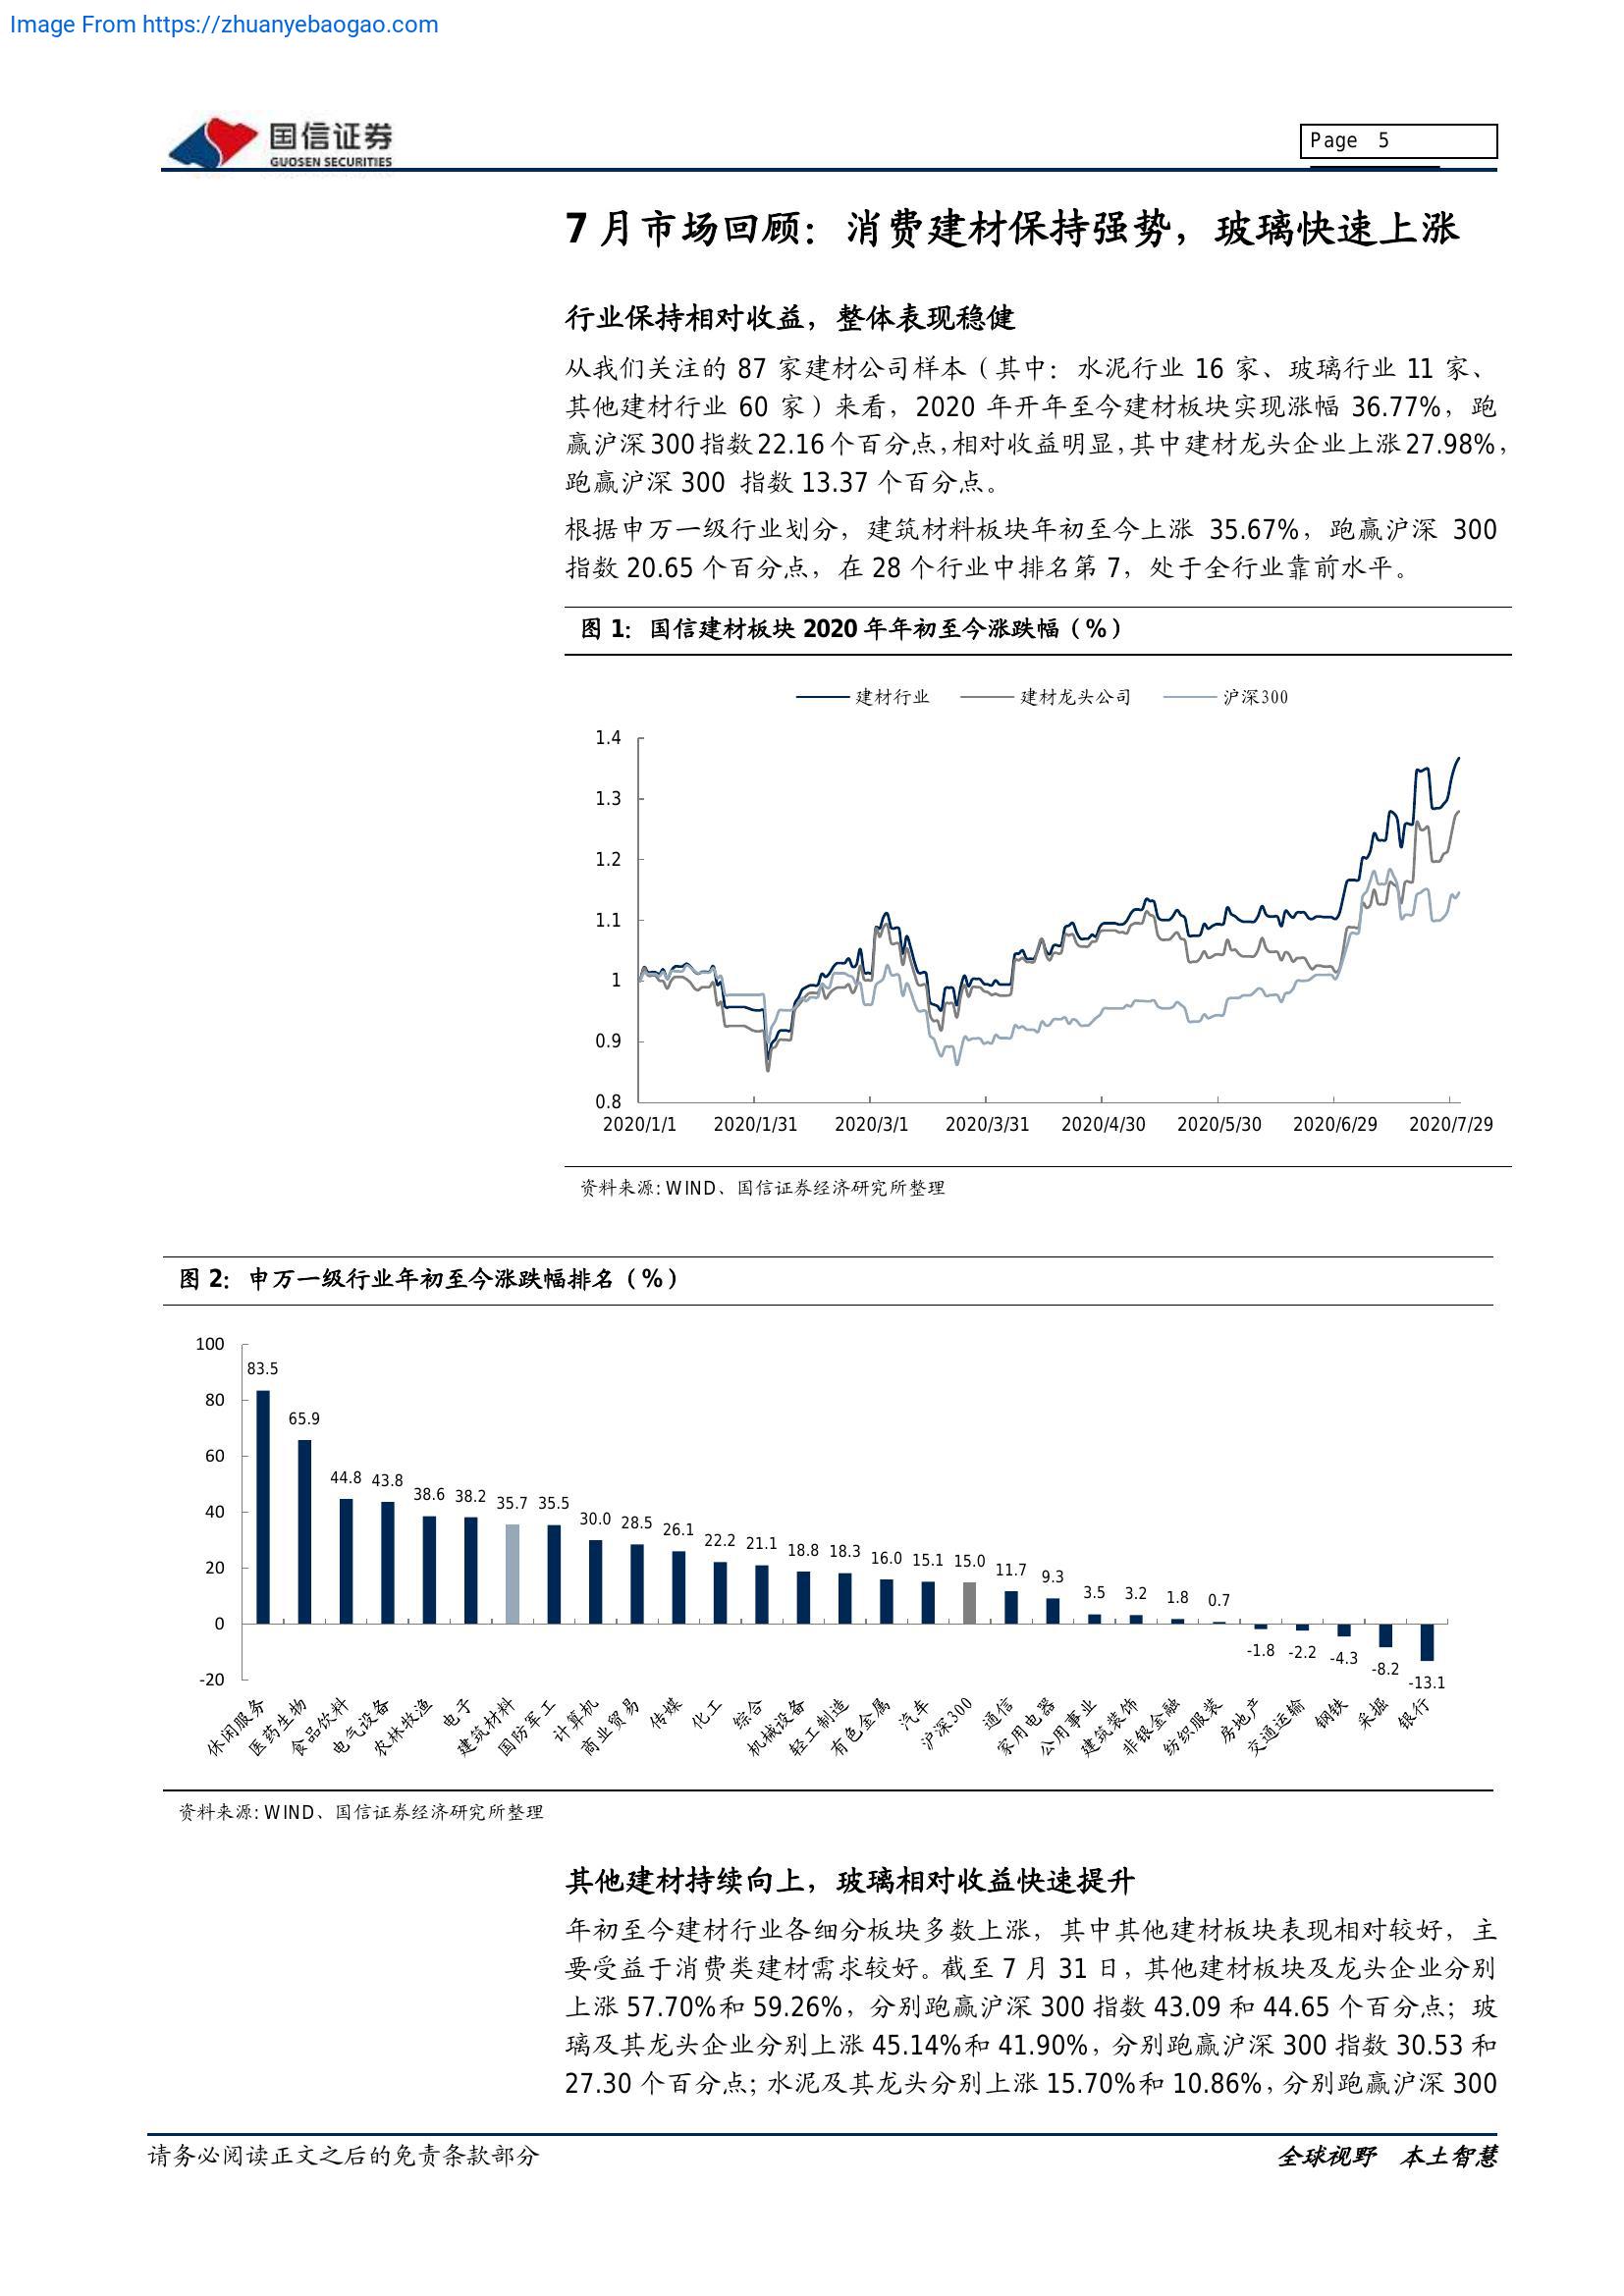 Image From https://zhuanyebaogao.com
国信证券
GUOSEN SECURITIES
Page 5
7 月市场回顾：消费建材保持强势，玻璃快速上涨
行业保持相对收益，整体表现稳健
从我们关注的 87 家建材公司样本（其中：水泥行业 16 家、玻璃行业 11 家、
其他建材行业 60 家）来看，2020 年开年至今建材板块实现涨幅 36.77%，跑
赢沪深300指数22.16个百分点，相对收益明显，其中建材龙头企业上涨27.98%，
跑赢沪深 300 指数 13.37 个百分点。
根据申万一级行业划分，建筑材料板块年初至今上涨 35.67%，跑赢沪深 300
指数 20.65 个百分点，在 28 个行业中排名第 7，处于全行业靠前水平。
图 1：国信建材板块 2020 年年初至今涨跌幅（%）
建材行业 建材龙头公司 沪深300
1.4
1.3
1.2
1.1
1
0.9
0.8
2020/1/1 2020/1/31 2020/3/1 2020/3/31 2020/4/30 2020/5/30 2020/6/29 2020/7/29
资料来源：WIND、国信证券经济研究所整理
图 2：申万一级行业年初至今涨跌幅排名（%）
100
80
60
40
20
0
-20
83.5 65.9 44.8 43.8 38.6 38.2 35.7 35.5 30.0 28.5 26.1 22.2 21.1 18.8 18.3 16.0 15.1 15.0 11.7 9.3 3.5 3.2 1.8 0.7 -1.8 -2.2 -4.3 -8.2 -13.1
休闲服务 医药生物 食品饮料 电气设备 农林牧渔 电子 建筑材料 国防军工 计算机 商业贸易 传媒 化工 综合 机械设备 轻工制造 有色金属 汽车 沪深300 通信 家用电器 公用事业 建筑装饰 非银金融 纺织服装 房地产 交通运输 钢铁 采掘 银行
资料来源：WIND、国信证券经济研究所整理
其他建材持续向上，玻璃相对收益快速提升
年初至今建材行业各细分板块多数上涨，其中其他建材板块表现相对较好，主
要受益于消费类建材需求较好。截至 7 月 31 日，其他建材板块及龙头企业分别
上涨 57.70%和 59.26%，分别跑赢沪深 300 指数 43.09 和 44.65 个百分点；玻
璃及其龙头企业分别上涨 45.14%和 41.90%，分别跑赢沪深 300 指数 30.53 和
27.30 个百分点；水泥及其龙头分别上涨 15.70%和 10.86%，分别跑赢沪深 300
请务必阅读正文之后的免责条款部分
全球视野 本土智慧